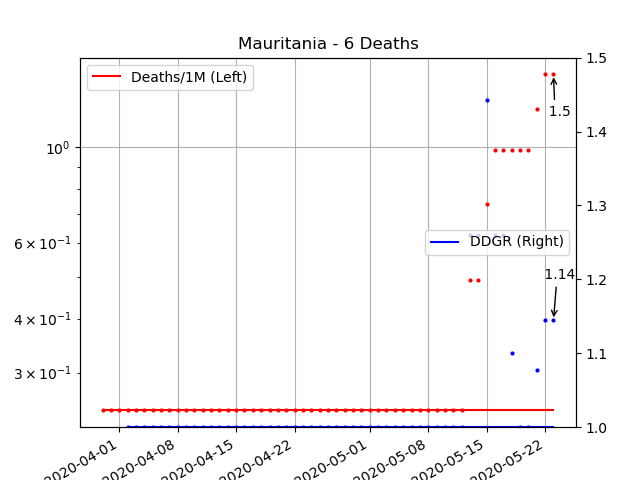 Mauritania - 6 Deaths
Deaths/1M (Left)
DDGR (Right)
1.5
1.14
10⁰
6 × 10⁻¹
4 × 10⁻¹
3 × 10⁻¹
1.5
1.4
1.3
1.2
1.1
1.0
2020-04-01
2020-04-08
2020-04-15
2020-04-22
2020-05-01
2020-05-08
2020-05-15
2020-05-22